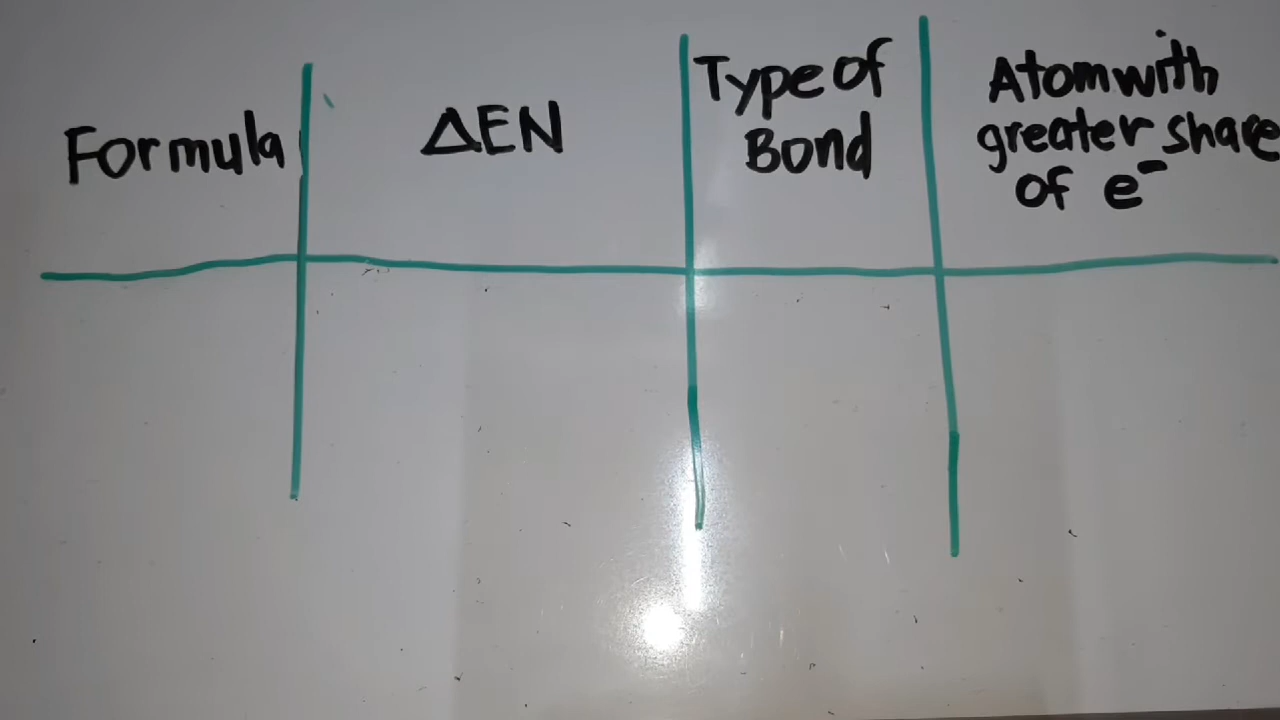 Formula
ΔEN
Type of
Bond
Atom with
greater share
of e⁻